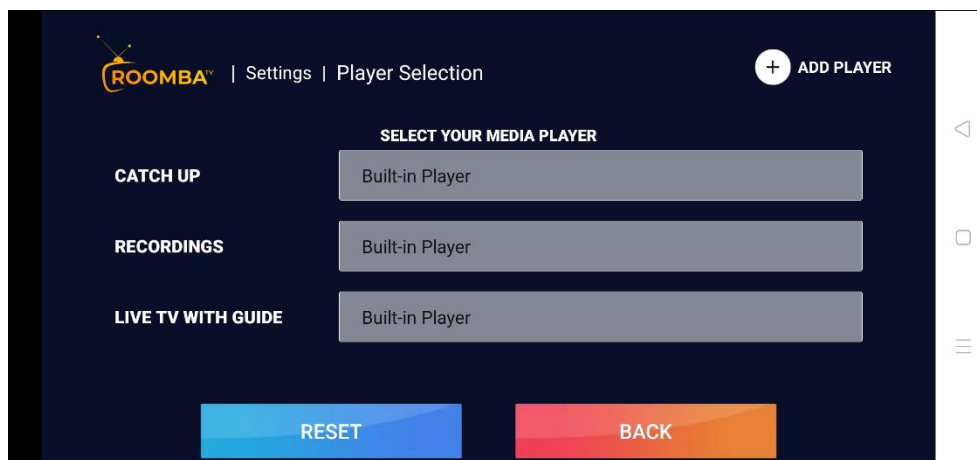 ROOMBA TV | Settings | Player Selection
+ ADD PLAYER
SELECT YOUR MEDIA PLAYER
CATCH UP Built-in Player
RECORDINGS Built-in Player
LIVE TV WITH GUIDE Built-in Player
RESET BACK